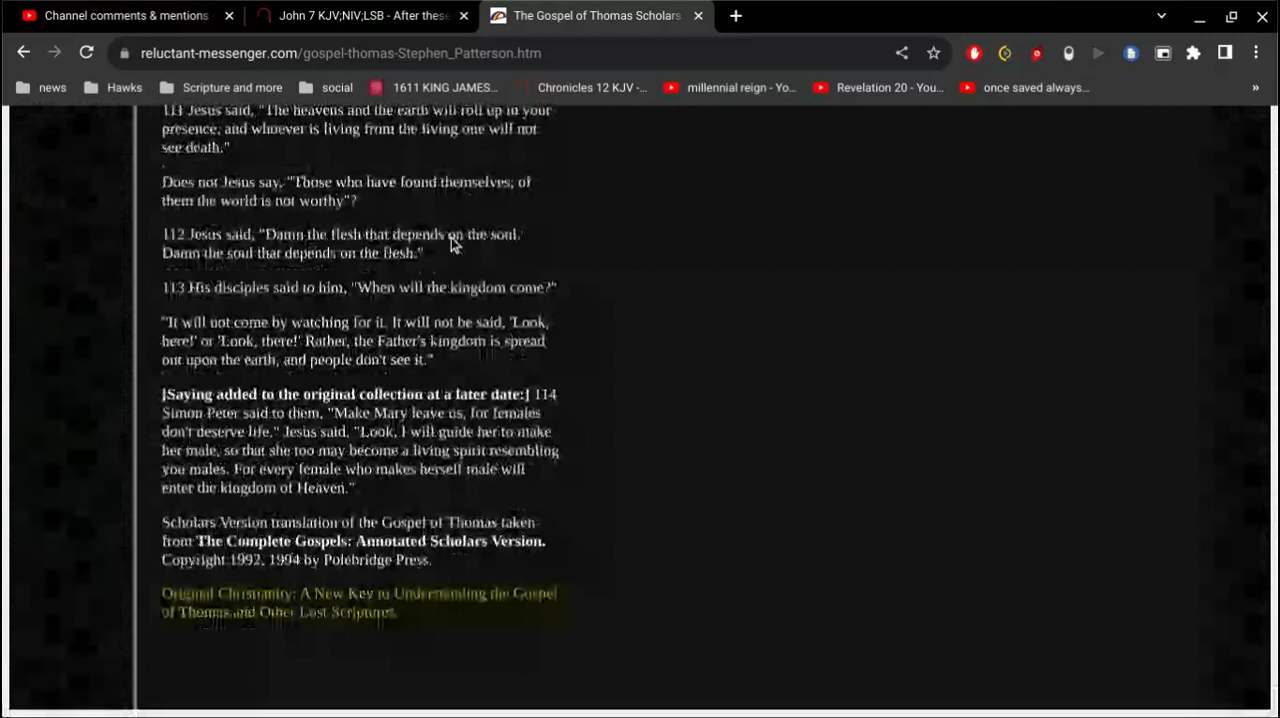 Channel comments & mentions
John 7 KJV;NIV;LSB - After these
The Gospel of Thomas Scholars
reluctant-messenger.com/gospel-thomas-Stephen_Patterson.htm
news
Hawks
Scripture and more
social
1611 KING JAMES...
Chronicles 12 KJV -...
millennial reign - Yo...
Revelation 20 - You...
once saved always...
»
111 Jesus said, "The heavens and the earth will roll up in your
presence, and whoever is living from the living one will not
see death."
Does not Jesus say, "Those who have found themselves, of
them the world is not worthy"?
112 Jesus said, "Damn the flesh that depends on the soul.
Damn the soul that depends on the flesh."
113 His disciples said to him, "When will the kingdom come?"
"It will not come by watching for it. It will not be said, 'Look,
here!' or 'Look, there!' Rather, the Father's kingdom is spread
out upon the earth, and people don't see it."
[Saying added to the original collection at a later date:] 114
Simon Peter said to them, "Make Mary leave us, for females
don't deserve life." Jesus said, "Look, I will guide her to make
her male, so that she too may become a living spirit resembling
you males. For every female who makes herself male will
enter the kingdom of Heaven."
Scholars Version translation of the Gospel of Thomas taken
from The Complete Gospels: Annotated Scholars Version.
Copyright 1992, 1994 by Polebridge Press.
Original Christianity: A New Key to Understanding the Gospel
of Thomas and Other Lost Scriptures.